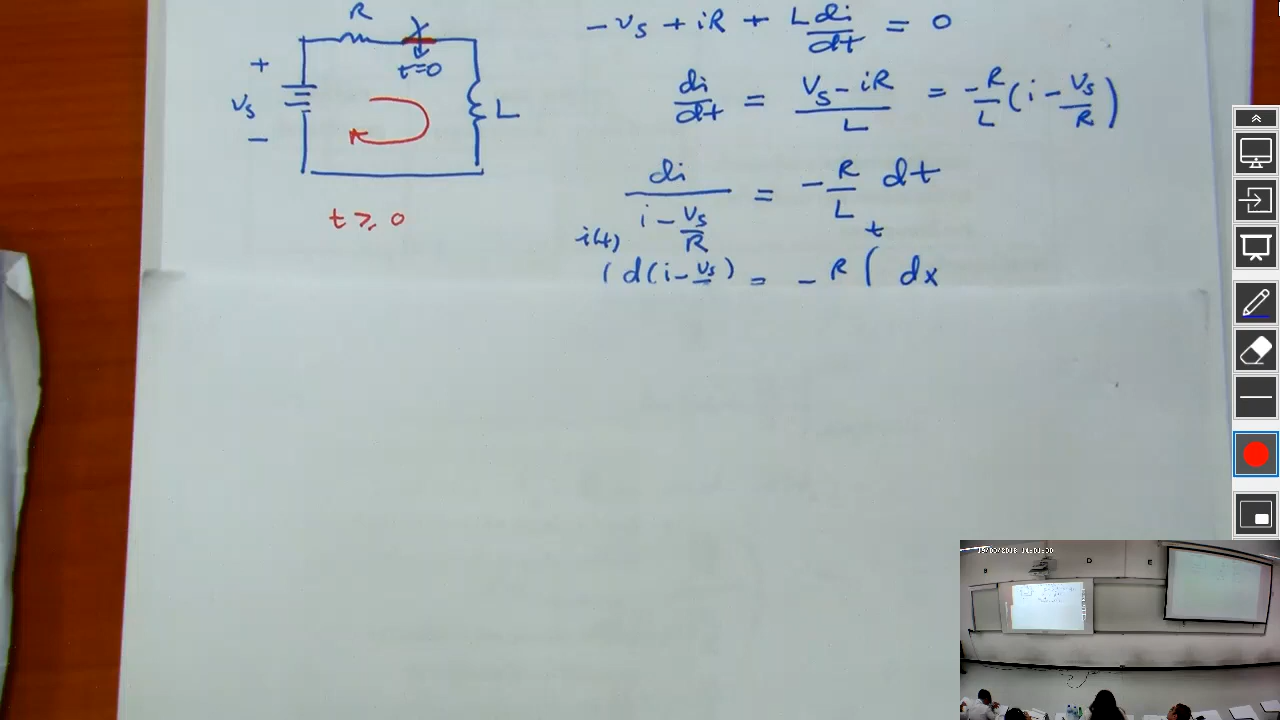 R
t=0
+
Vs
−
L
t ≥ 0
-Vs + iR + L di/dt = 0
di/dt = (Vs - iR)/L = -R/L (i - Vs/R)
di/(i - Vs/R) = -R/L dt
i(t) t
∫ d(i - Vs) = - R ∫ dx
B D E